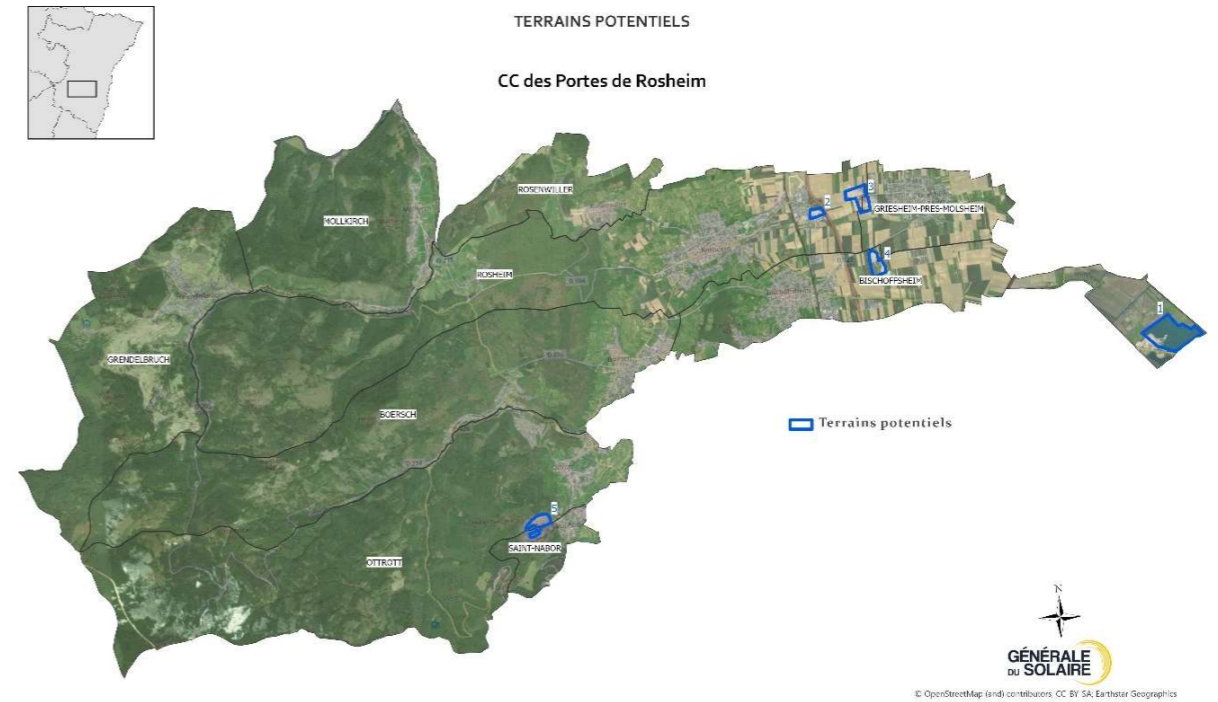 TERRAINS POTENTIELS
CC des Portes de Rosheim
ROSENWILLER
MOLLKIRCH
3
2
GRIESHEIM-PRES-MOLSHEIM
4
ROSHEIM
BISCHOFFSHEIM
1
GRENDELBRUCH
BOERSCH
Terrains potentiels
5
SAINT-NABOR
OTTROTT
N
GÉNÉRALE
DU SOLAIRE
© OpenStreetMap (and) contributors, CC BY SA, Earthstar Geographics